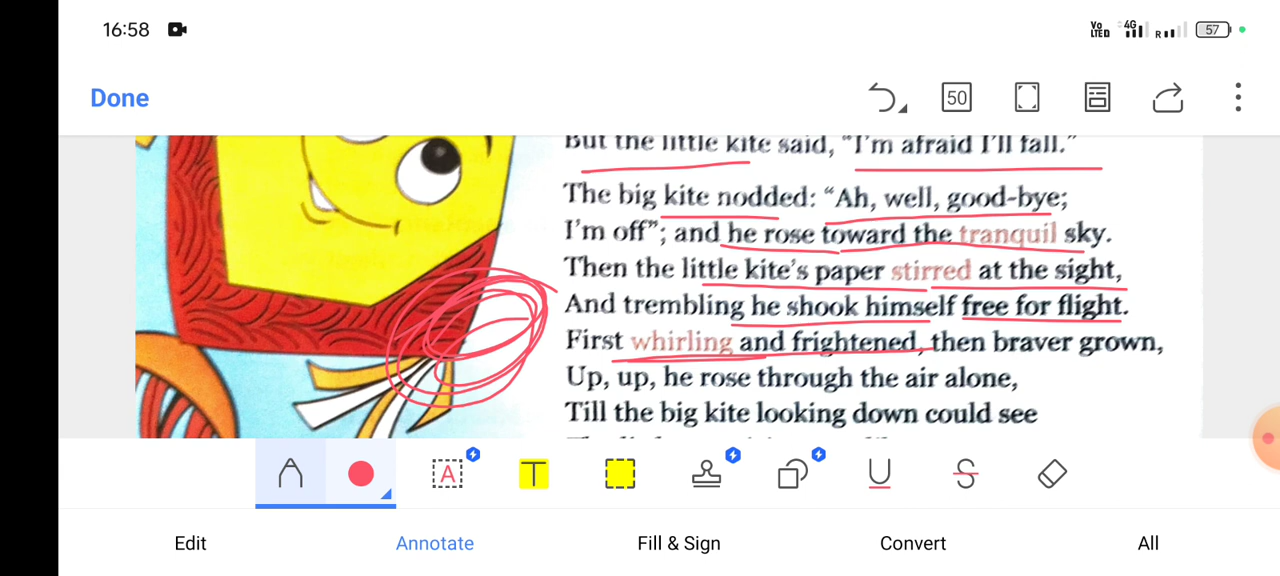 16:58
Vo LTED 4G R 57
Done
50
But the little kite said, "I'm afraid I'll fall."
The big kite nodded: "Ah, well, good-bye;
I'm off"; and he rose toward the tranquil sky.
Then the little kite's paper stirred at the sight,
And trembling he shook himself free for flight.
First whirling and frightened, then braver grown,
Up, up, he rose through the air alone,
Till the big kite looking down could see
A T U S
Edit Annotate Fill & Sign Convert All